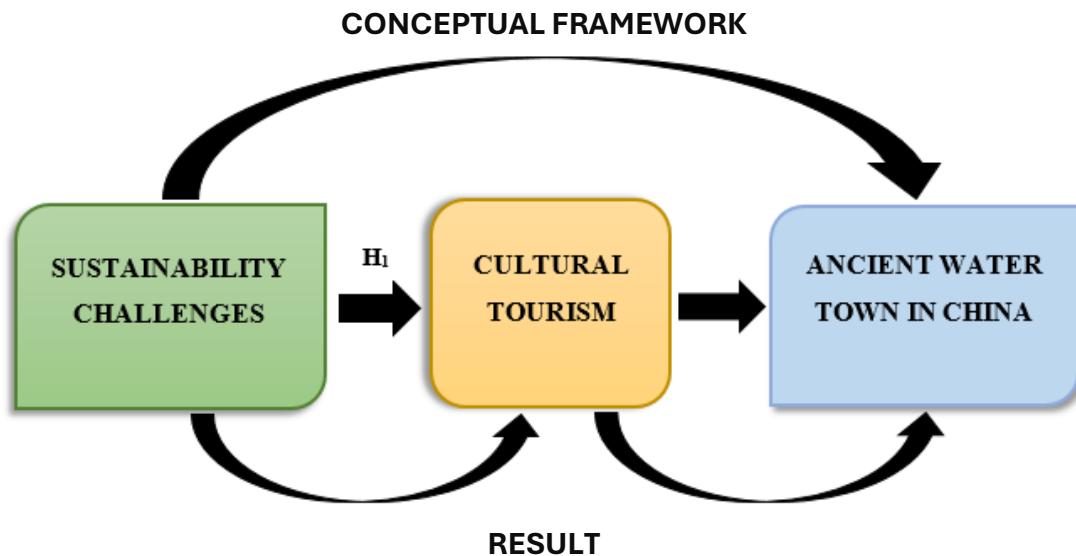 CONCEPTUAL FRAMEWORK
SUSTAINABILITY
CHALLENGES
H1
CULTURAL
TOURISM
ANCIENT WATER
TOWN IN CHINA
RESULT